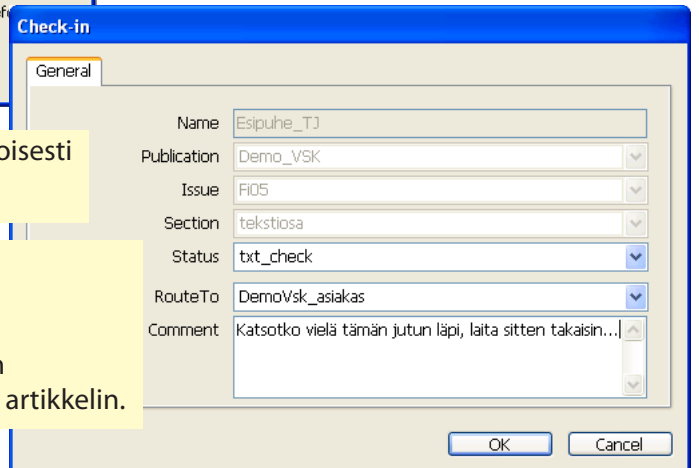 Check-in
General
Name Esipuhe_TJ
Publication Demo_VSK
Issue Fi05
Section tekstiosa
Status txt_check
RouteTo DemoVsk_asiakas
Comment Katsotko vielä tämän jutun läpi, laita sitten takaisin...
OK Cancel
artikkelin.